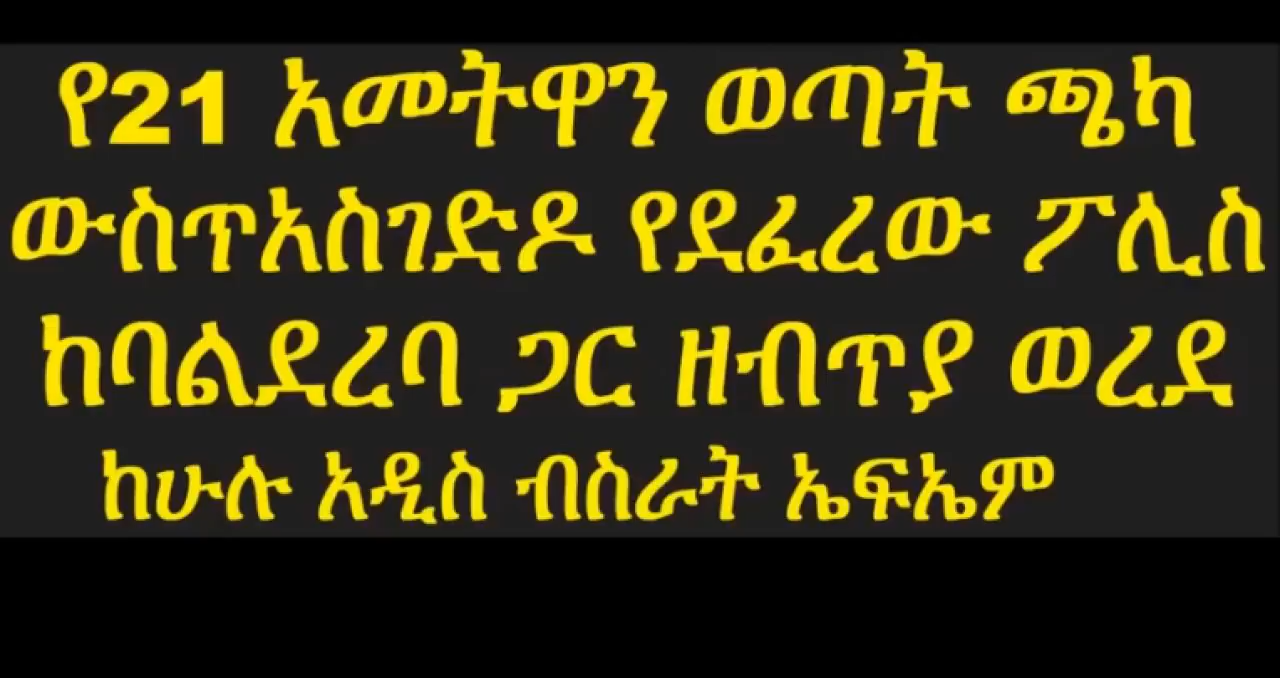 የ21 አመትዋን ወጣት ጫካ
ውስጥአስገድዶ የደፈረው ፖሊስ
ከባልደረባ ጋር ዘብጥያ ወረደ
ከሁሉ አዲስ ብስራት ኤፍኤም